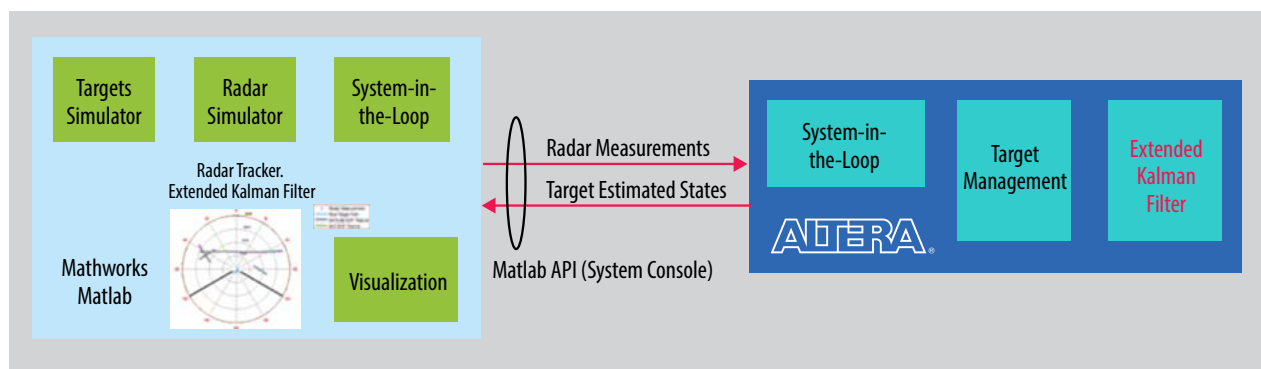 Targets
Simulator
Radar
Simulator
System-in-
the-Loop
Radar Tracker.
Extended Kalman Filter
Mathworks
Matlab
Visualization
Radar Measurements
Target Estimated States
Matlab API (System Console)
System-in-
the-Loop
Target
Management
Extended
Kalman
Filter
ALTERA®